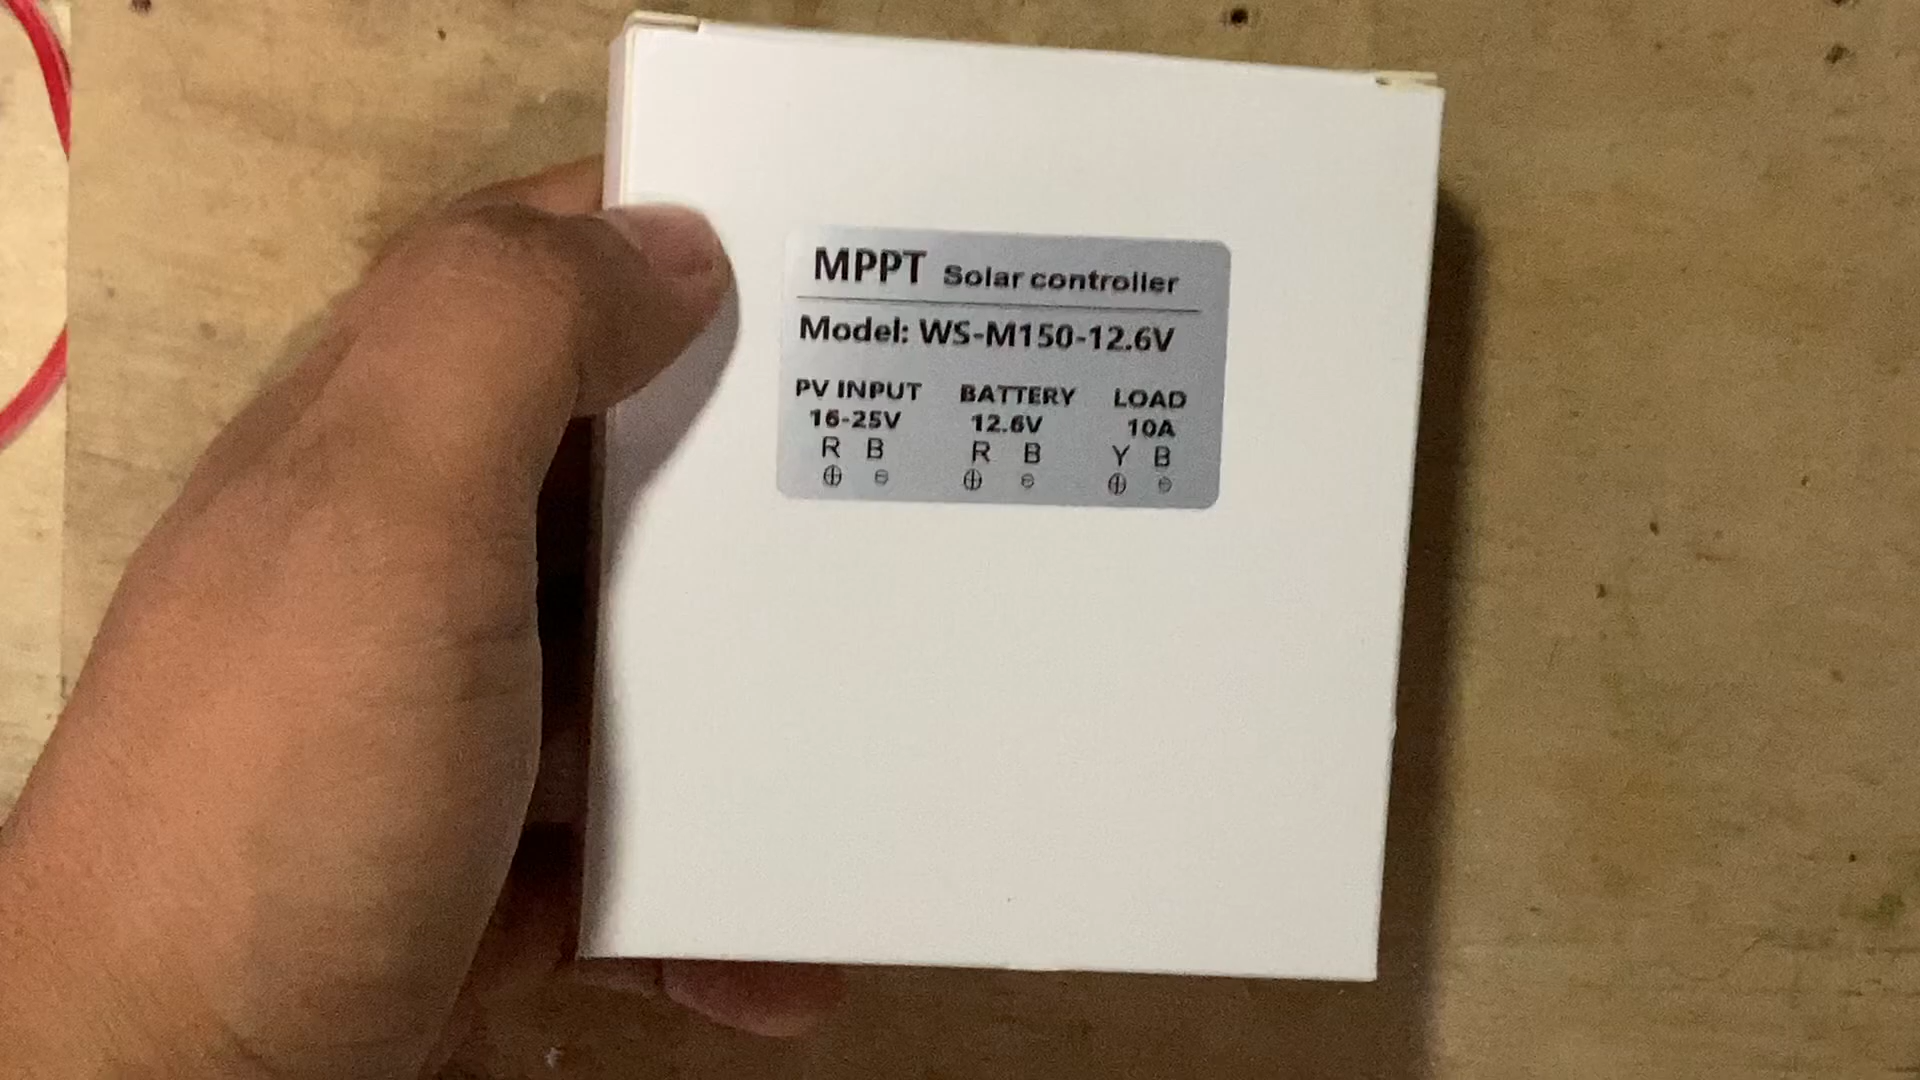 MPPT Solar controller
Model: WS-M150-12.6V
PV INPUT BATTERY LOAD
16-25V 12.6V 10A
R B R B Y B
⊕ ⊖ ⊕ ⊖ ⊕ ⊖